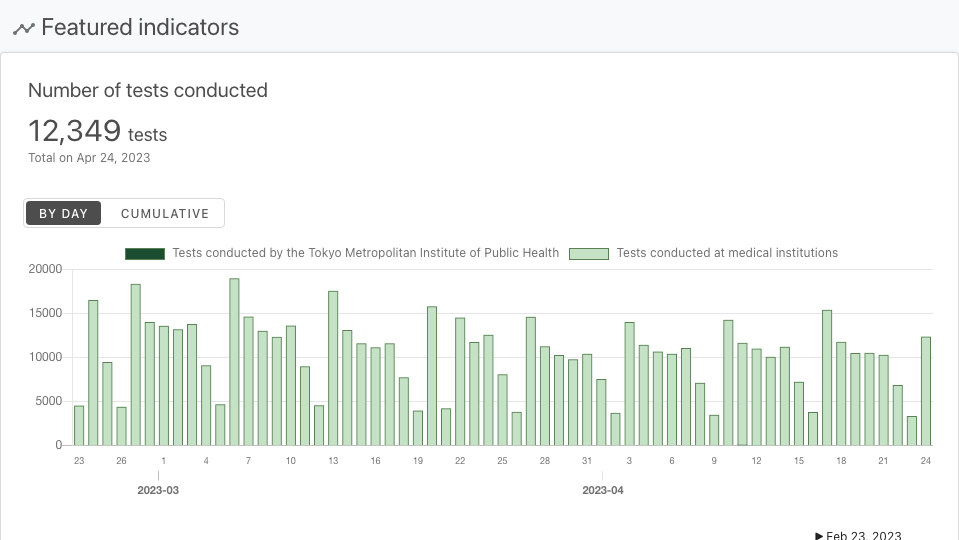 Featured indicators
Number of tests conducted
12,349 tests
Total on Apr 24, 2023
BY DAY CUMULATIVE
Tests conducted by the Tokyo Metropolitan Institute of Public Health Tests conducted at medical institutions
20000
15000
10000
5000
0
23 26 1 4 7 10 13 16 19 22 25 28 31 3 6 9 12 15 18 21 24
2023-03 2023-04
Feb 23, 2023